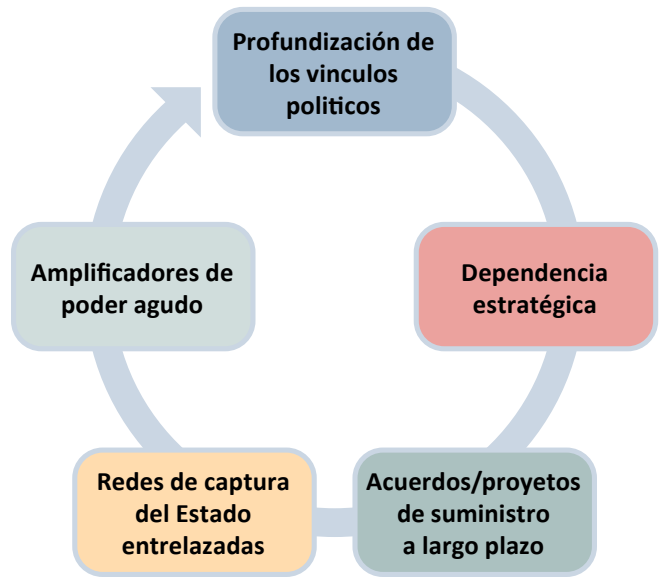 Profundización de
los vinculos
politicos
Dependencia
estratégica
Acuerdos/proyetos
de suministro
a largo plazo
Redes de captura
del Estado
entrelazadas
Amplificadores de
poder agudo